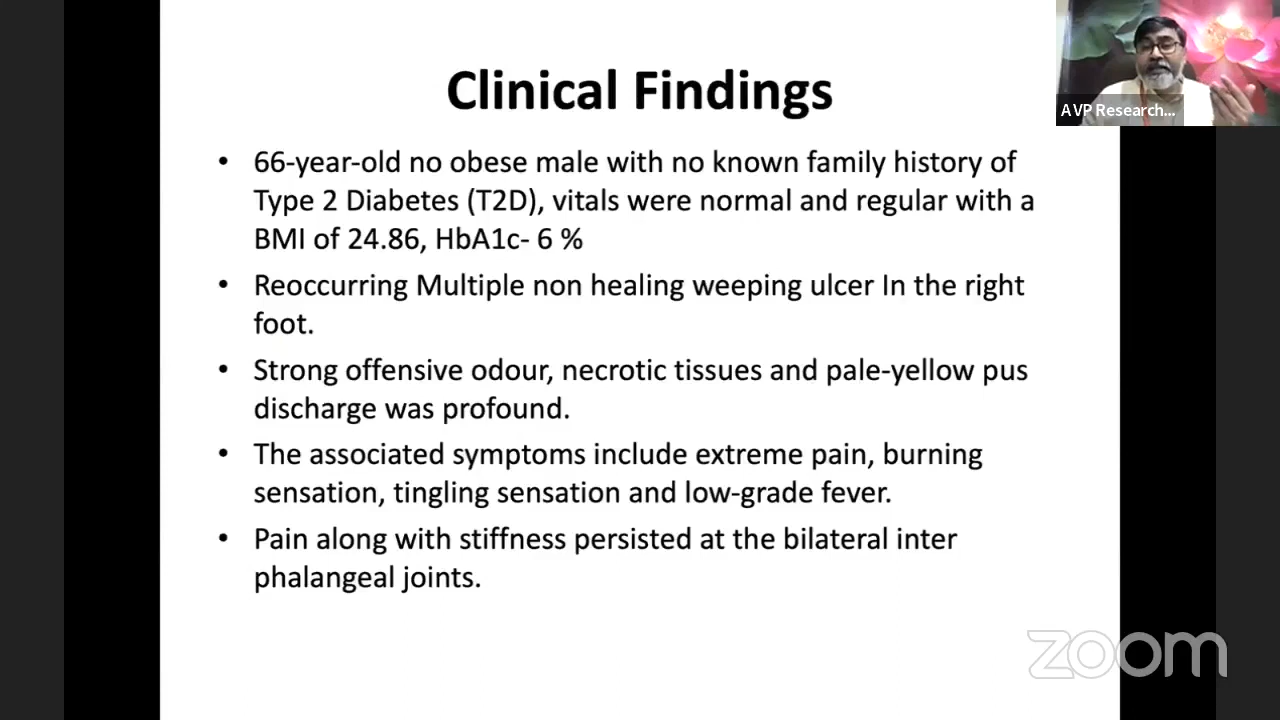 Clinical Findings
• 66-year-old no obese male with no known family history of
Type 2 Diabetes (T2D), vitals were normal and regular with a
BMI of 24.86, HbA1c- 6 %
• Reoccurring Multiple non healing weeping ulcer In the right
foot.
• Strong offensive odour, necrotic tissues and pale-yellow pus
discharge was profound.
• The associated symptoms include extreme pain, burning
sensation, tingling sensation and low-grade fever.
• Pain along with stiffness persisted at the bilateral inter
phalangeal joints.
AVP Research...
zoom